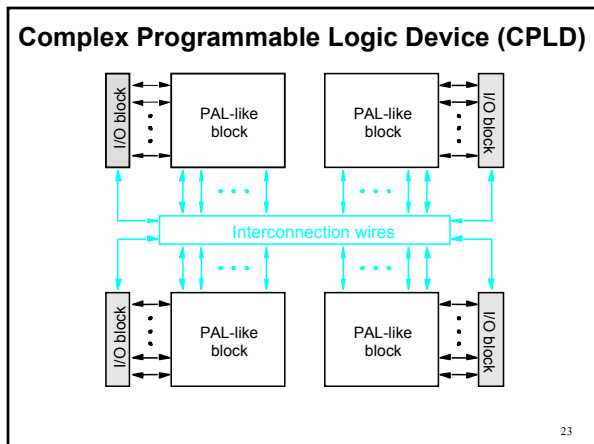 Complex Programmable Logic Device (CPLD)
I/O block
PAL-like
block
PAL-like
block
I/O block
Interconnection wires
I/O block
PAL-like
block
PAL-like
block
I/O block
23